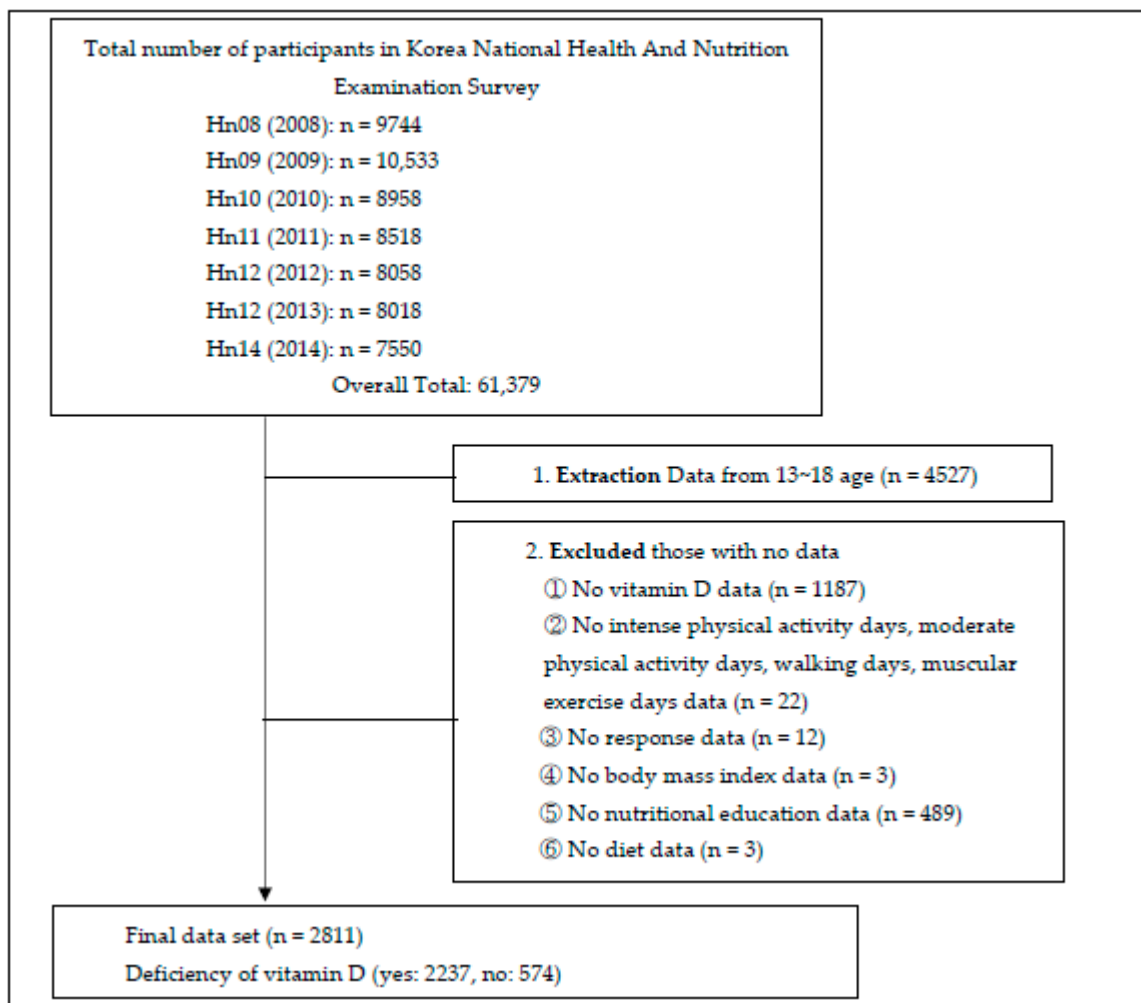 Total number of participants in Korea National Health And Nutrition
Examination Survey
Hn08 (2008): n = 9744
Hn09 (2009): n = 10,533
Hn10 (2010): n = 8958
Hn11 (2011): n = 8518
Hn12 (2012): n = 8058
Hn12 (2013): n = 8018
Hn14 (2014): n = 7550
Overall Total: 61,379
1. Extraction Data from 13~18 age (n = 4527)
2. Excluded those with no data
① No vitamin D data (n = 1187)
② No intense physical activity days, moderate
physical activity days, walking days, muscular
exercise days data (n = 22)
③ No response data (n = 12)
④ No body mass index data (n = 3)
⑤ No nutritional education data (n = 489)
⑥ No diet data (n = 3)
Final data set (n = 2811)
Deficiency of vitamin D (yes: 2237, no: 574)